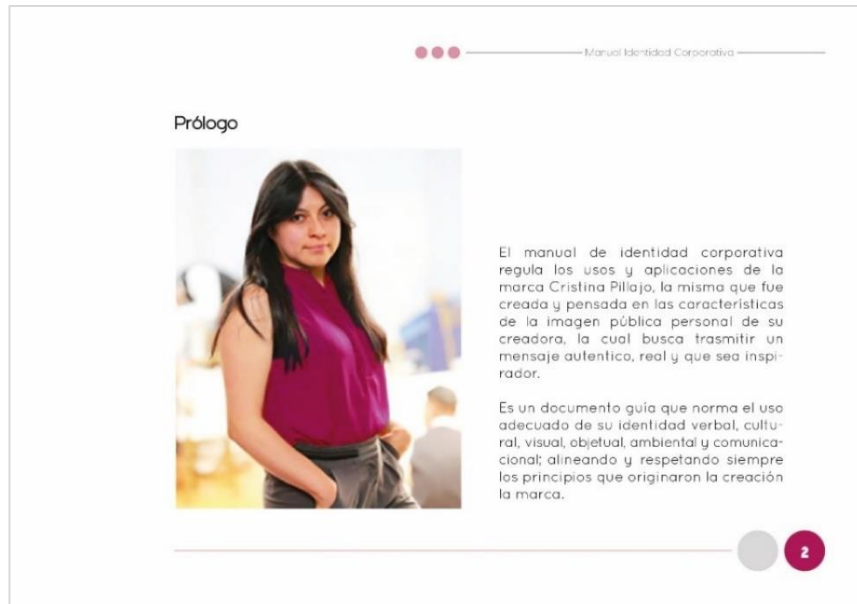 Manual Identidad Corporativa
Prólogo
El manual de identidad corporativa
regula los usos y aplicaciones de la
marca Cristina Pillajo, la misma que fue
creada y pensada en las características
de la imagen pública personal de su
creadora, la cual busca trasmitir un
mensaje autentico, real y que sea inspi-
rador.
Es un documento guía que norma el uso
adecuado de su identidad verbal, cultu-
ral, visual, objetual, ambiental y comunica-
cional; alineando y respetando siempre
los principios que originaron la creación
la marca.
2